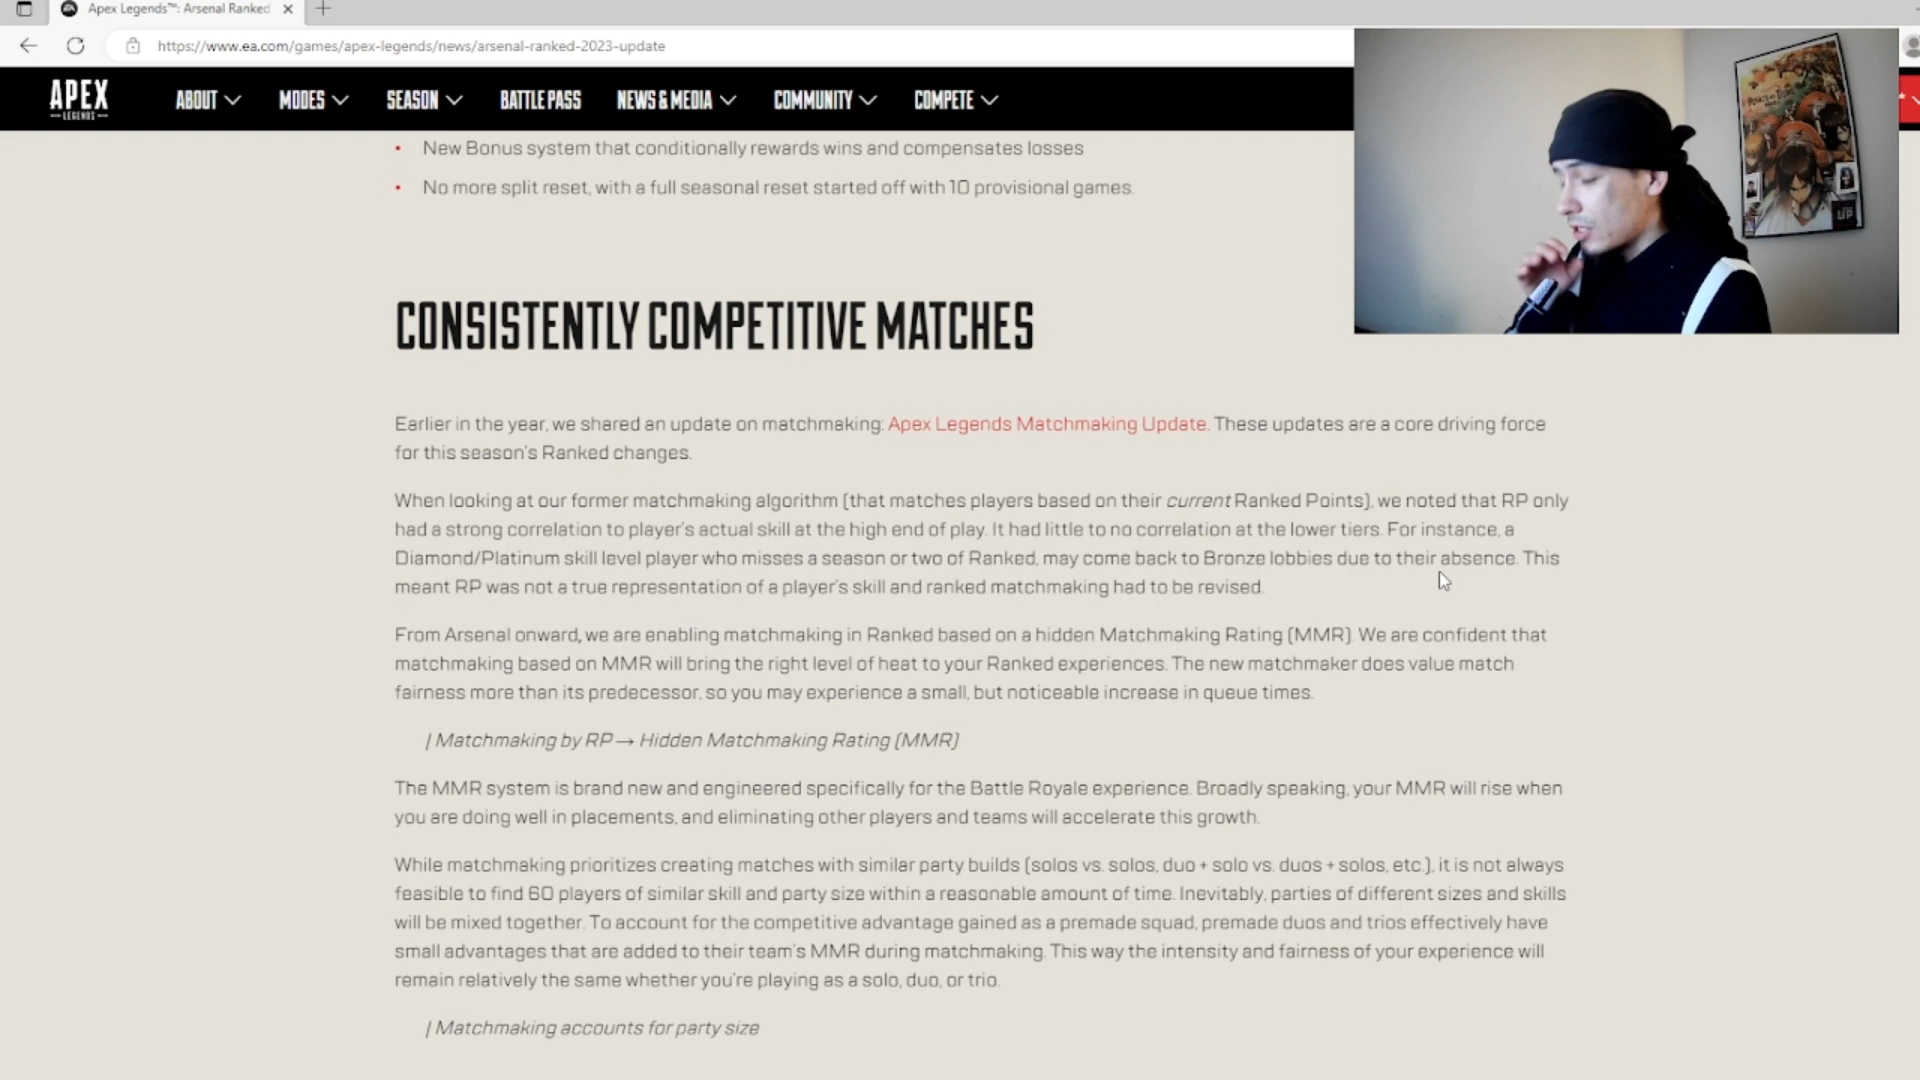 Apex Legends™: Arsenal Ranked
https://www.ea.com/games/apex-legends/news/arsenal-ranked-2023-update
APEX
LEGENDS
ABOUT
MODES
SEASON
BATTLE PASS
NEWS & MEDIA
COMMUNITY
COMPETE
• New Bonus system that conditionally rewards wins and compensates losses
• No more split reset, with a full seasonal reset started off with 10 provisional games.
CONSISTENTLY COMPETITIVE MATCHES
Earlier in the year, we shared an update on matchmaking: Apex Legends Matchmaking Update. These updates are a core driving force
for this season's Ranked changes.
When looking at our former matchmaking algorithm (that matches players based on their current Ranked Points), we noted that RP only
had a strong correlation to player's actual skill at the high end of play. It had little to no correlation at the lower tiers. For instance, a
Diamond/Platinum skill level player who misses a season or two of Ranked, may come back to Bronze lobbies due to their absence. This
meant RP was not a true representation of a player's skill and ranked matchmaking had to be revised.
From Arsenal onward, we are enabling matchmaking in Ranked based on a hidden Matchmaking Rating (MMR). We are confident that
matchmaking based on MMR will bring the right level of heat to your Ranked experiences. The new matchmaker does value match
fairness more than its predecessor, so you may experience a small, but noticeable increase in queue times.
| Matchmaking by RP → Hidden Matchmaking Rating (MMR)
The MMR system is brand new and engineered specifically for the Battle Royale experience. Broadly speaking, your MMR will rise when
you are doing well in placements, and eliminating other players and teams will accelerate this growth.
While matchmaking prioritizes creating matches with similar party builds (solos vs. solos, duo + solo vs. duos + solos, etc.), it is not always
feasible to find 60 players of similar skill and party size within a reasonable amount of time. Inevitably, parties of different sizes and skills
will be mixed together. To account for the competitive advantage gained as a premade squad, premade duos and trios effectively have
small advantages that are added to their team's MMR during matchmaking. This way the intensity and fairness of your experience will
remain relatively the same whether you're playing as a solo, duo, or trio.
| Matchmaking accounts for party size